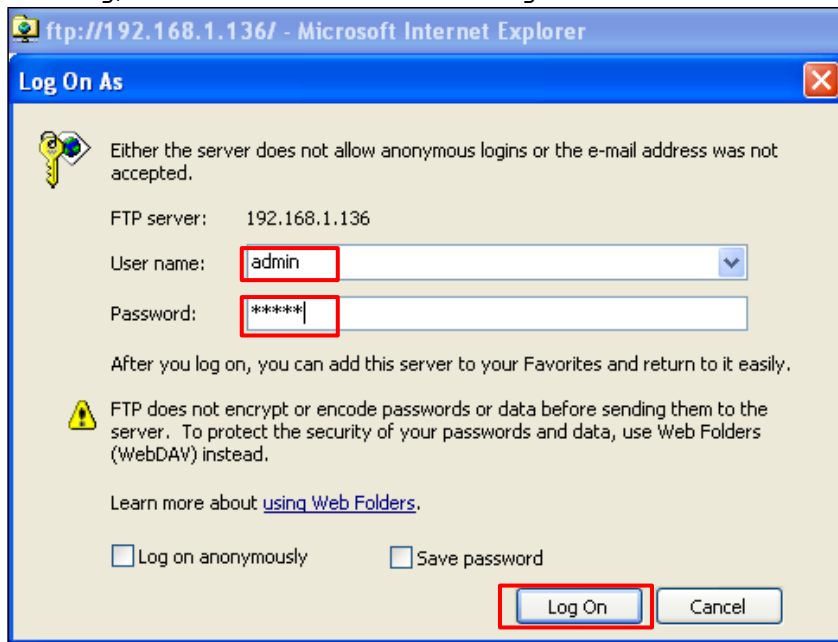 ftp://192.168.1.136/ - Microsoft Internet Explorer
Log On As
Either the server does not allow anonymous logins or the e-mail address was not
accepted.
FTP server: 192.168.1.136
User name: admin
Password: *****
After you log on, you can add this server to your Favorites and return to it easily.
FTP does not encrypt or encode passwords or data before sending them to the
server. To protect the security of your passwords and data, use Web Folders
(WebDAV) instead.
Learn more about using Web Folders.
Log on anonymously Save password
Log On Cancel